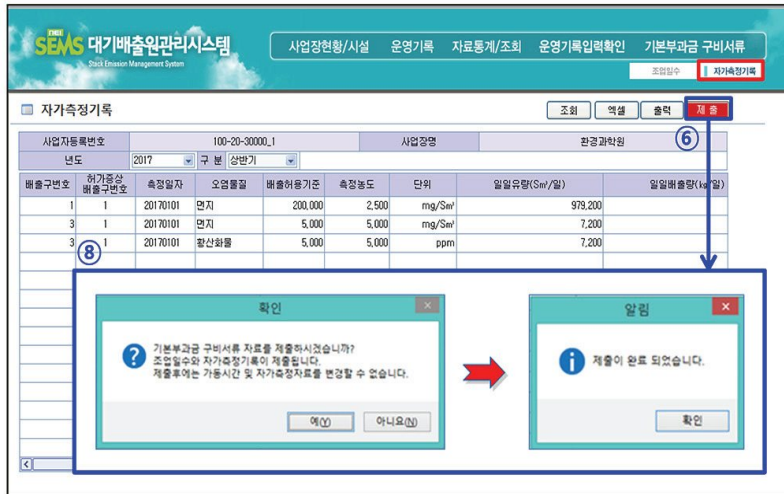 THE
SEMS 대기배출원관리시스템
Stack Emission Management System
사업장현황/시설 운영기록 자료통계/조회 운영기록입력확인 기본부과금 구비서류
조업일수 자가측정기록
자가측정기록
조회 엑셀 출력 제 출
⑥
사업자등록번호 100-20-30000_1 사업장명 환경과학원
년도 2017 구 분 상반기
배출구번호 허가증상 배출구번호 측정일자 오염물질 배출허용기준 측정농도 단위 일일유량(Sm³/일) 일일배출량(kg/일)
1 1 20170101 먼지 200,000 2,500 mg/Sm³ 979,200
3 1 20170101 먼지 5,000 5,000 mg/Sm³ 7,200
3 1 20170101 황산화물 5,000 5,000 ppm 7,200
⑧
확인
기본부과금 구비서류 자료를 제출하시겠습니까?
조업일수와 자가측정기록이 제출됩니다.
제출후에는 가동시간 및 자가측정자료를 변경할 수 없습니다.
예(Y) 아니요(N)
알림
제출이 완료 되었습니다.
확인